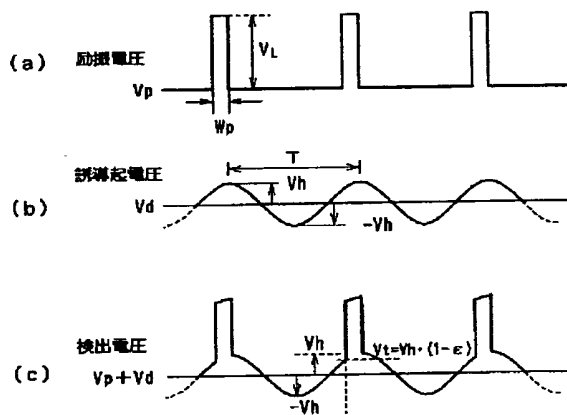 (a)
励振電圧
Vp
VL
Wp
T
誘導起電圧
(b)
Vd
Vh
-Vh
検出電圧
(c)
Vp+Vd
Vh
Vt=Vh・(1-ε)
-Vh